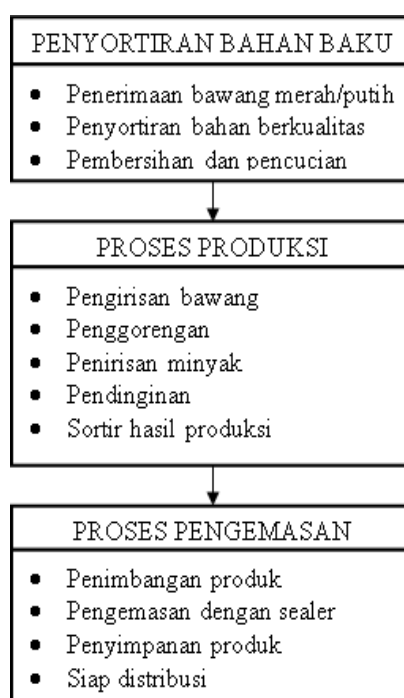 PENYORTIRAN BAHAN BAKU
• Penerimaan bawang merah/putih
• Penyortiran bahan berkualitas
• Pembersihan dan pencucian
PROSES PRODUKSI
• Pengirisan bawang
• Penggorengan
• Penirisan minyak
• Pendinginan
• Sortir hasil produksi
PROSES PENGEMASAN
• Penimbangan produk
• Pengemasan dengan sealer
• Penyimpanan produk
• Siap distribusi